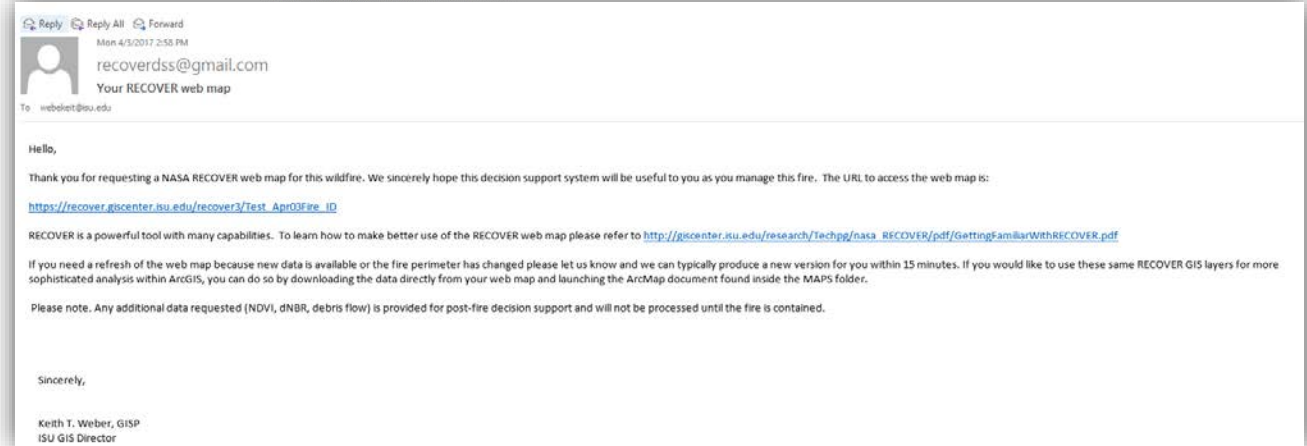 Reply Reply All Forward
Mon 4/3/2017 2:58 PM
recoverdss@gmail.com
Your RECOVER web map
To webekeit@isu.edu
Hello,
Thank you for requesting a NASA RECOVER web map for this wildfire. We sincerely hope this decision support system will be useful to you as you manage this fire. The URL to access the web map is:
https://recover.giscenter.isu.edu/recover3/Test_Apr03Fire_ID
RECOVER is a powerful tool with many capabilities. To learn how to make better use of the RECOVER web map please refer to http://giscenter.isu.edu/research/Techpg/nasa_RECOVER/pdf/GettingFamiliarWithRECOVER.pdf
If you need a refresh of the web map because new data is available or the fire perimeter has changed please let us know and we can typically produce a new version for you within 15 minutes. If you would like to use these same RECOVER GIS layers for more
sophisticated analysis within ArcGIS, you can do so by downloading the data directly from your web map and launching the ArcMap document found inside the MAPS folder.
Please note. Any additional data requested (NDVI, dNBR, debris flow) is provided for post-fire decision support and will not be processed until the fire is contained.
Sincerely,
Keith T. Weber, GISP
ISU GIS Director